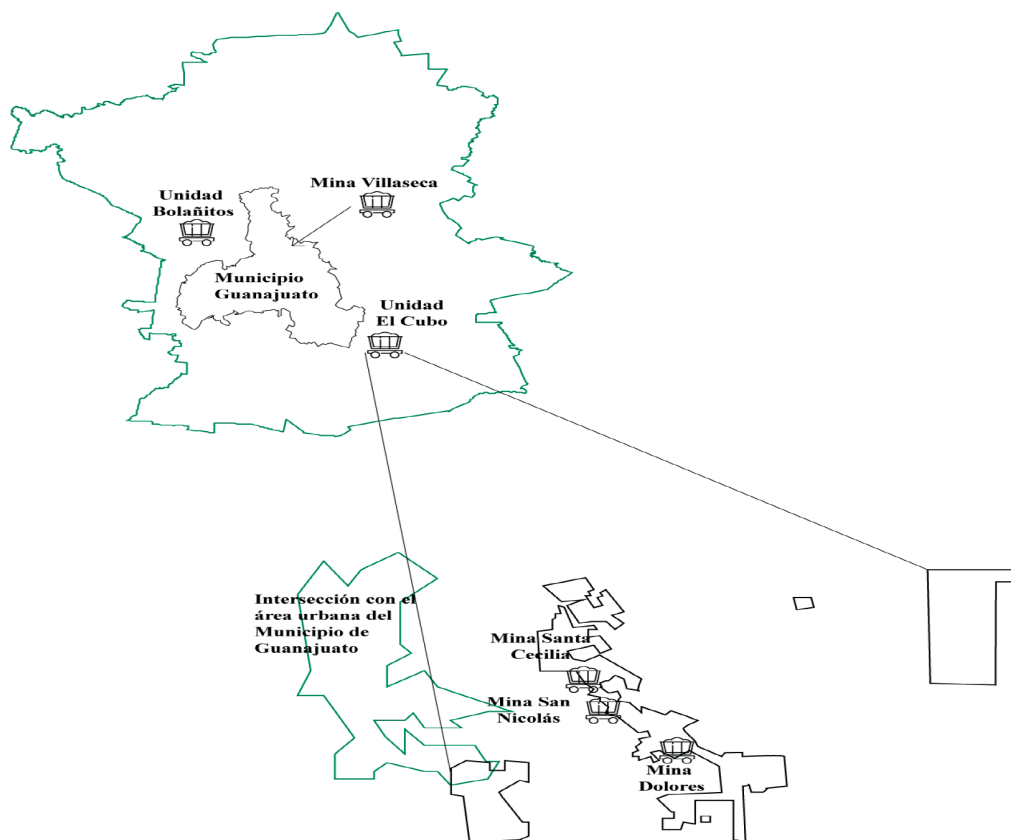 Mina Villaseca
Unidad
Bolañitos
Municipio
Guanajuato
Unidad
El Cubo
Intersección con el
área urbana del
Municipio de
Guanajuato
Mina Santa
Cecilia
Mina San
Nicolás
Mina
Dolores